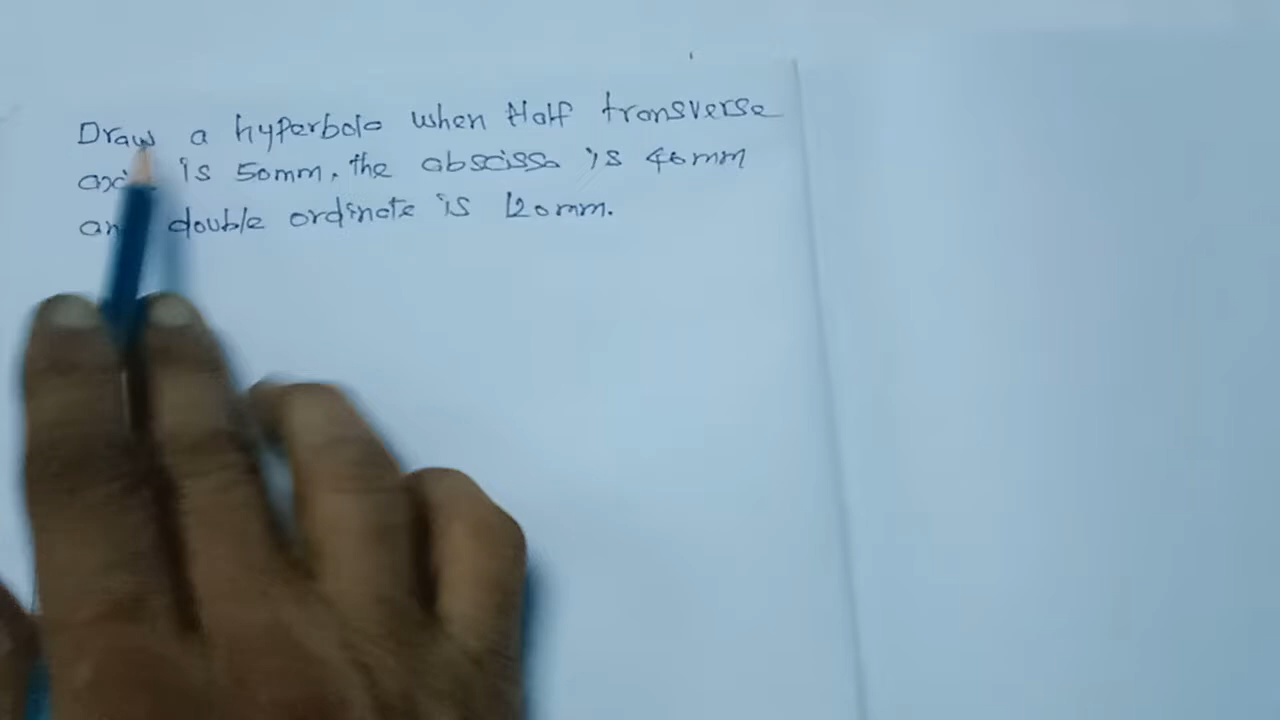 Draw a hyperbola when Half transverse
is 50mm, the abscissa is 40mm
double ordinate is 120mm.